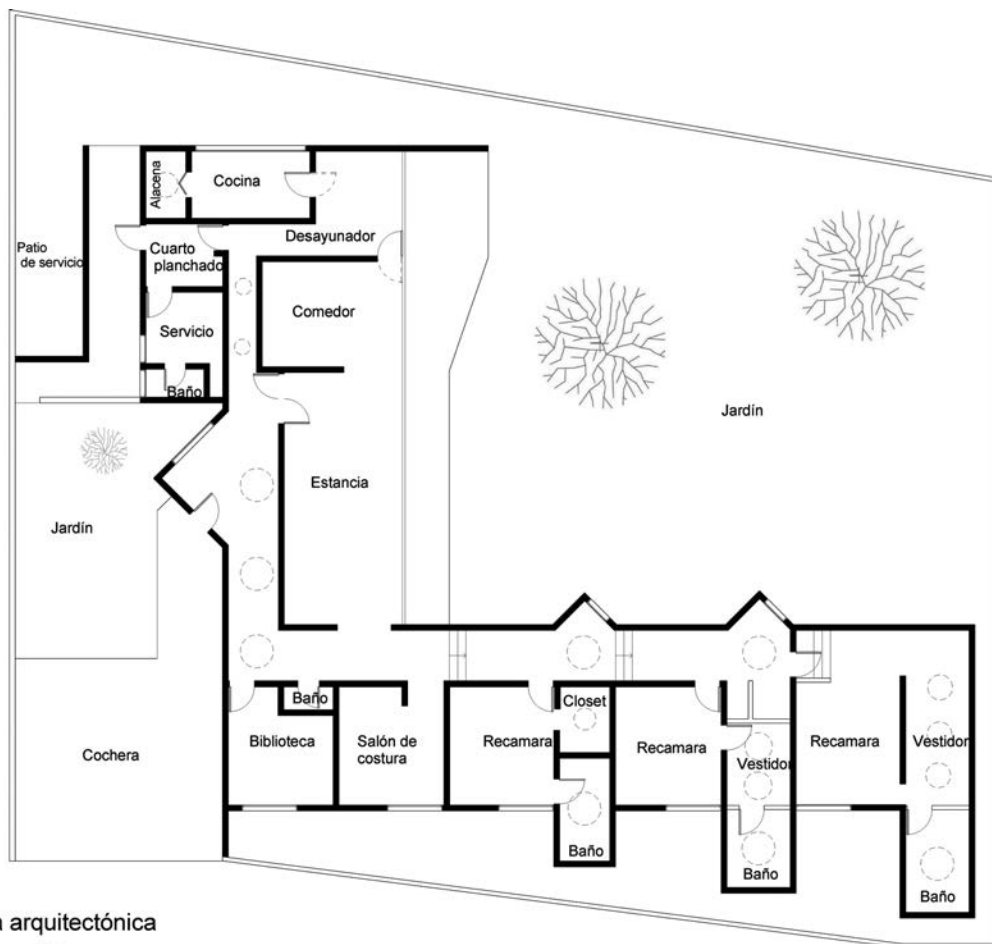 Alacena
Cocina
Desayunador
Patio
de servicio
Cuarto
planchado
Servicio
Comedor
Baño
Jardín
Estancia
Jardín
Baño
Closet
Cochera
Biblioteca
Salón de
costura
Recamara
Recamara
Vestidor
Recamara
Vestidor
Baño
Baño
Baño
arquitectónica